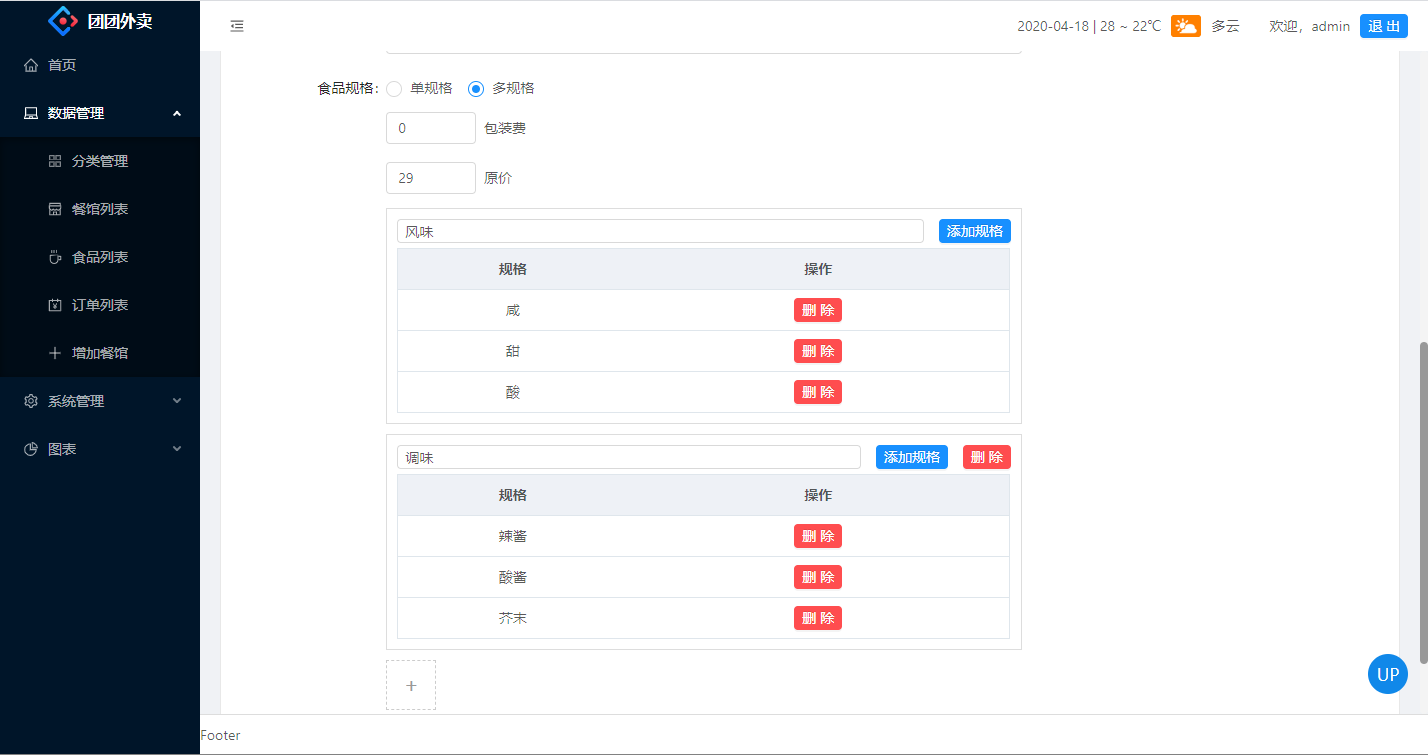 团团外卖
2020-04-18 | 28 ~ 22℃ 多云 欢迎，admin 退 出
首页
数据管理
分类管理
餐馆列表
食品列表
订单列表
增加餐馆
系统管理
图表
食品规格: 单规格 多规格
0 包装费
29 原价
风味 添加规格
规格 操作
咸 删 除
甜 删 除
酸 删 除
调味 添加规格 删 除
规格 操作
辣酱 删 除
酸酱 删 除
芥末 删 除
+
UP
Footer